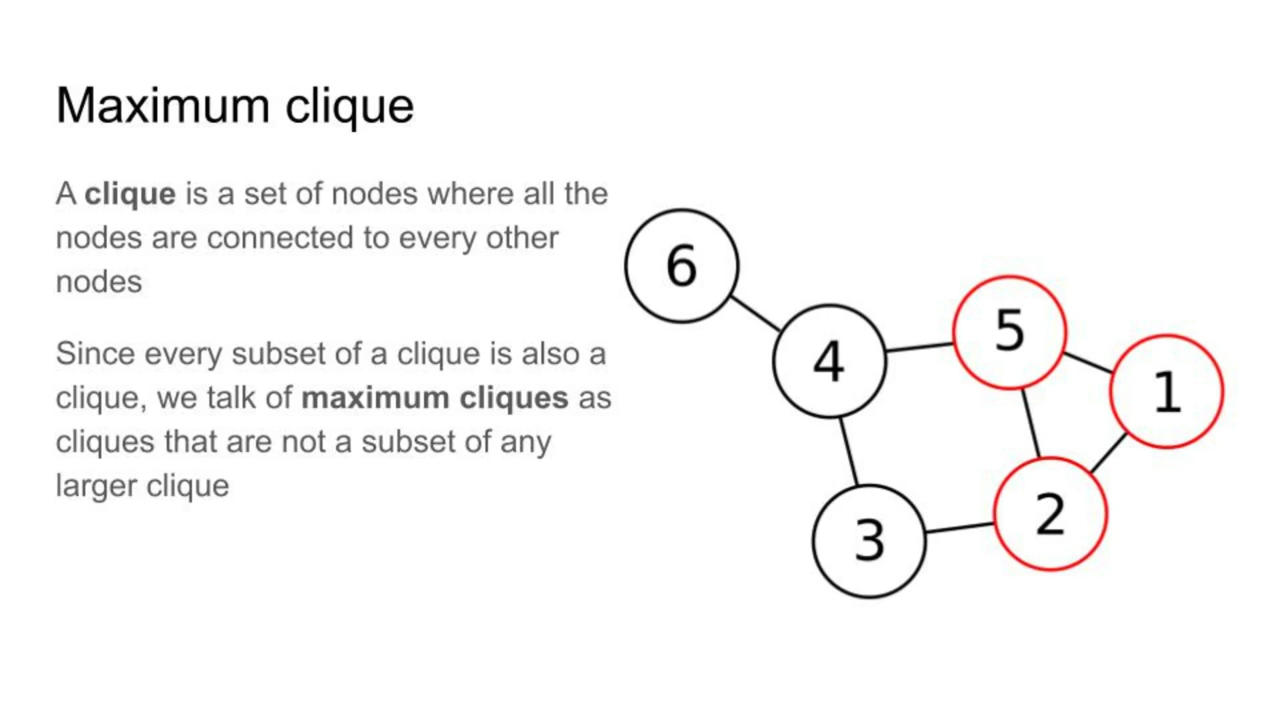 Maximum clique
A clique is a set of nodes where all the
nodes are connected to every other
nodes
Since every subset of a clique is also a
clique, we talk of maximum cliques as
cliques that are not a subset of any
larger clique
6
5
4
1
2
3